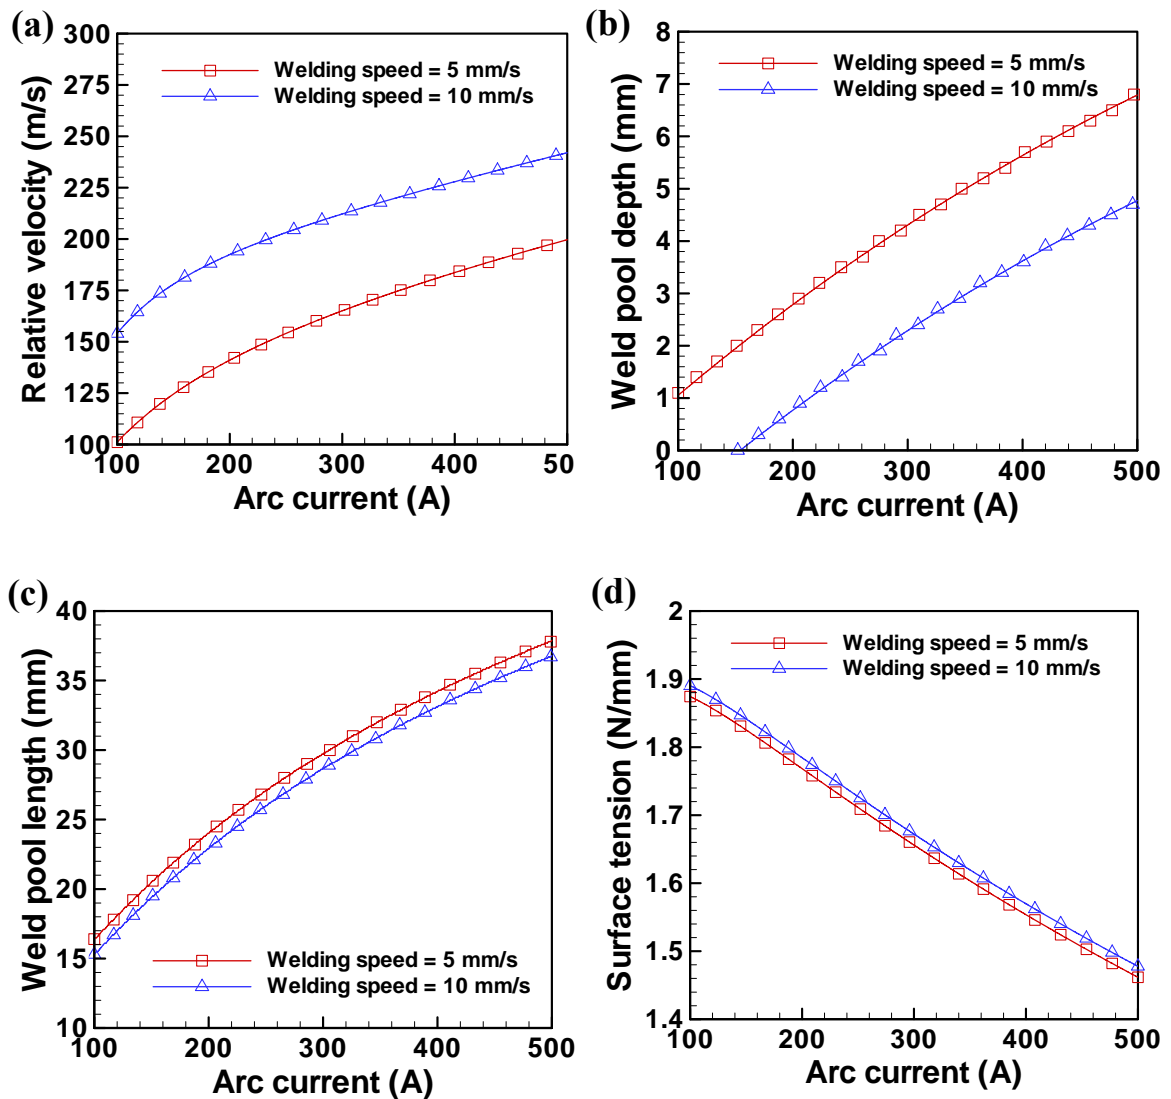 (a)
300
275
250
225
200
175
150
125
100
Relative velocity (m/s)
Welding speed = 5 mm/s
Welding speed = 10 mm/s
100 200 300 400 500
Arc current (A)
(b)
8
7
6
5
4
3
2
1
0
Weld pool depth (mm)
Welding speed = 5 mm/s
Welding speed = 10 mm/s
100 200 300 400 500
Arc current (A)
(c)
40
35
30
25
20
15
10
Weld pool length (mm)
Welding speed = 5 mm/s
Welding speed = 10 mm/s
100 200 300 400 500
Arc current (A)
(d)
2
1.9
1.8
1.7
1.6
1.5
1.4
Surface tension (N/mm)
Welding speed = 5 mm/s
Welding speed = 10 mm/s
100 200 300 400 500
Arc current (A)